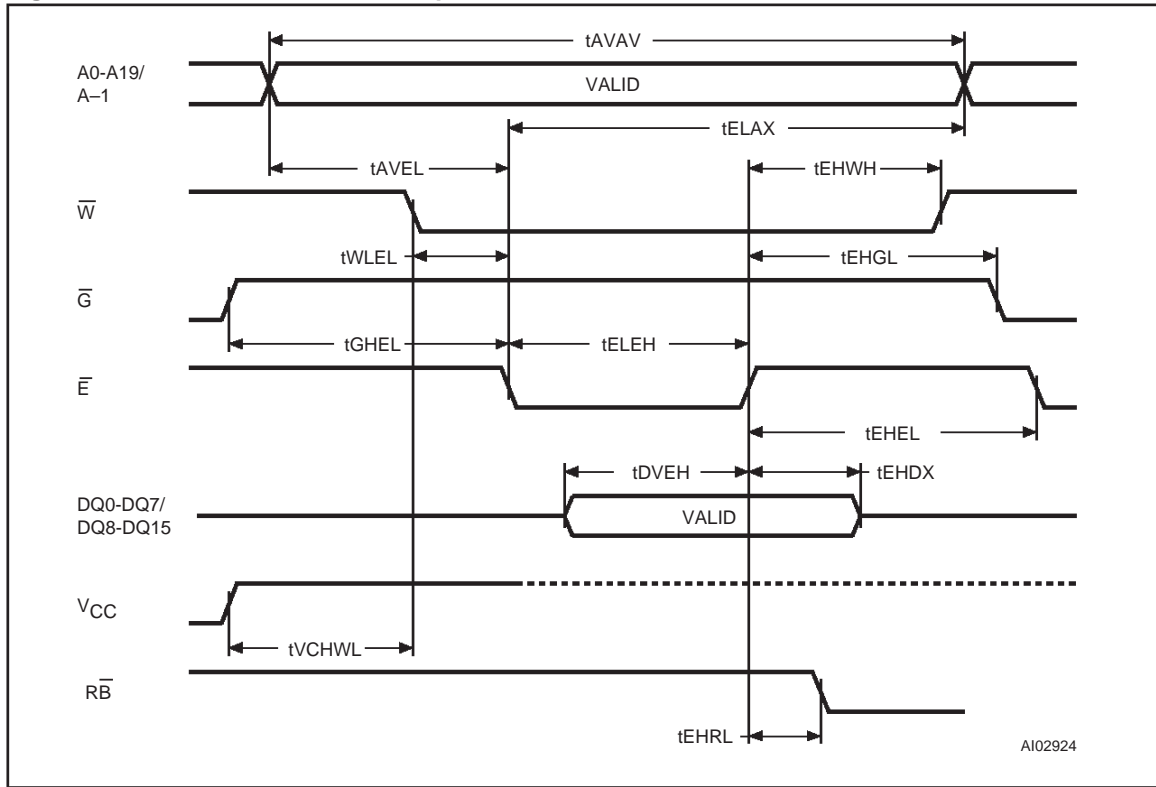 tAVAV
A0-A19/
A–1
VALID
tELAX
tAVEL
tEHWH
W
tWLEL
tEHGL
G
tGHEL
tELEH
E
tEHEL
tDVEH
tEHDX
DQ0-DQ7/
DQ8-DQ15
VALID
VCC
tVCHWL
RB
tEHRL
AI02924